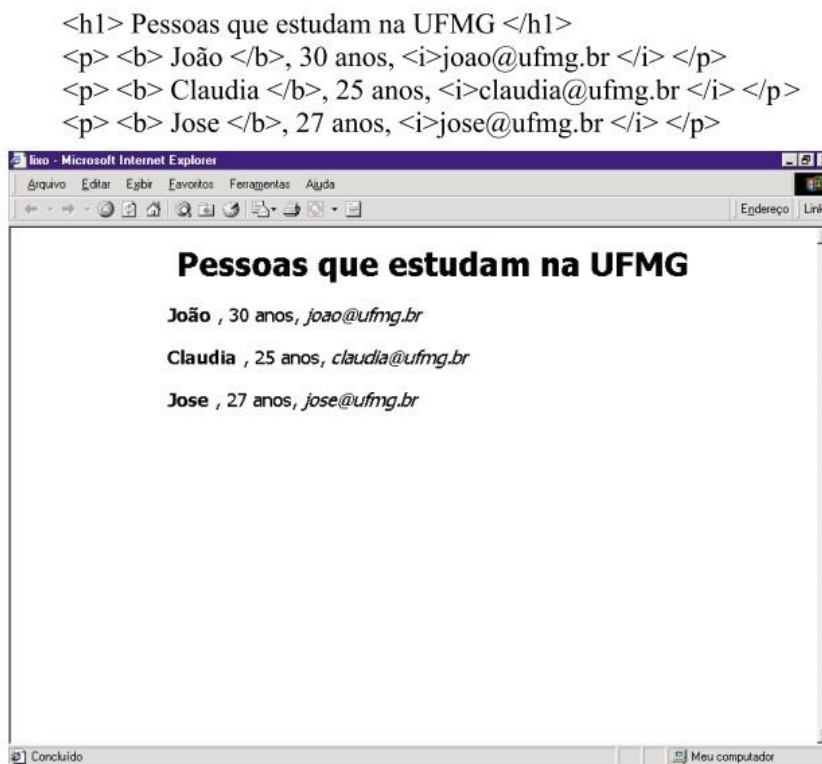 <h1> Pessoas que estudam na UFMG </h1>
<p> <b> João </b>, 30 anos, <i>joao@ufmg.br </i> </p>
<p> <b> Claudia </b>, 25 anos, <i>claudia@ufmg.br </i> </p>
<p> <b> Jose </b>, 27 anos, <i>jose@ufmg.br </i> </p>
lixo - Microsoft Internet Explorer
Arquivo Editar Exibir Favoritos Ferramentas Ajuda
Endereço Link
Pessoas que estudam na UFMG
João , 30 anos, joao@ufmg.br
Claudia , 25 anos, claudia@ufmg.br
Jose , 27 anos, jose@ufmg.br
Concluído Meu computador